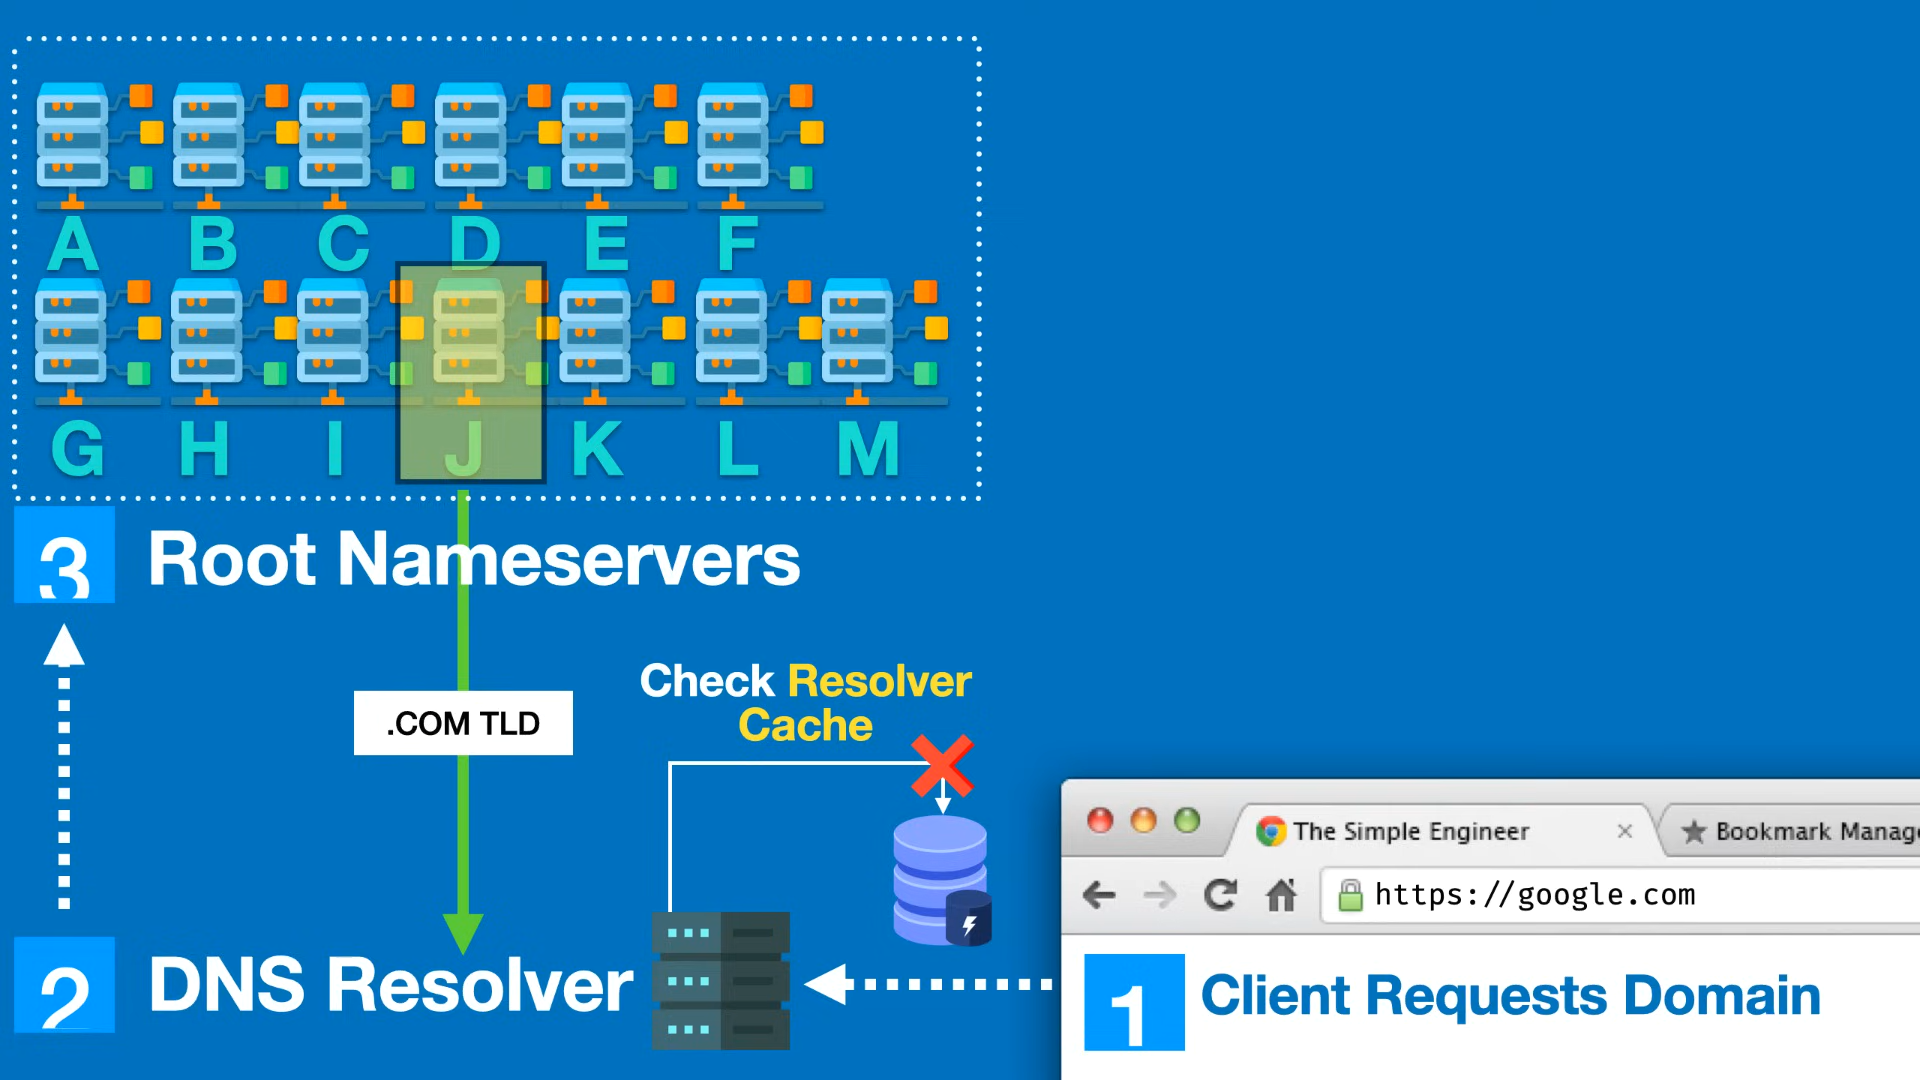 A B C D E F
G H I J K L M
3 Root Nameservers
.COM TLD
Check Resolver
Cache
The Simple Engineer
Bookmark Manage
https://google.com
2 DNS Resolver
1 Client Requests Domain